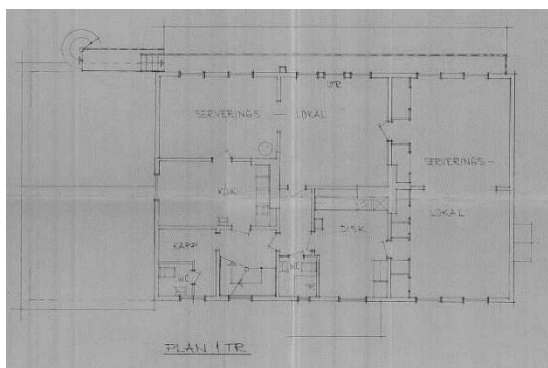 UTR
SERVERINGS - LOKAL
SERVERINGS-
KÖK
LOKAL
DISK
KAPP
WC
WC
PLAN 1 TR